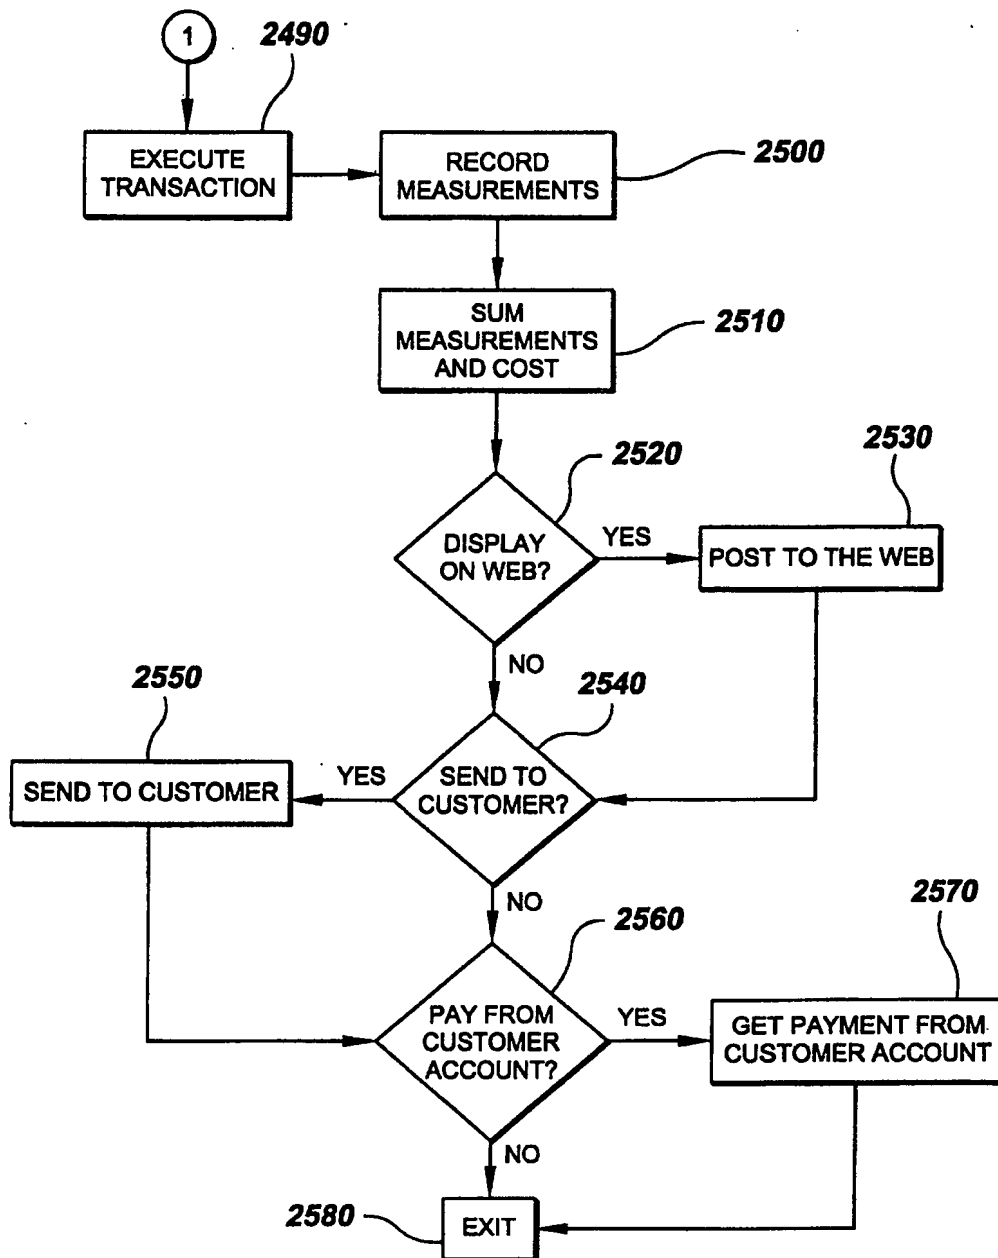 1
2490
EXECUTE
TRANSACTION
RECORD
MEASUREMENTS
2500
SUM
MEASUREMENTS
AND COST
2510
2520
2530
DISPLAY
ON WEB?
YES
POST TO THE WEB
NO
2550
2540
SEND TO CUSTOMER
YES
SEND TO
CUSTOMER?
NO
2560
2570
PAY FROM
CUSTOMER
ACCOUNT?
YES
GET PAYMENT FROM
CUSTOMER ACCOUNT
NO
2580
EXIT